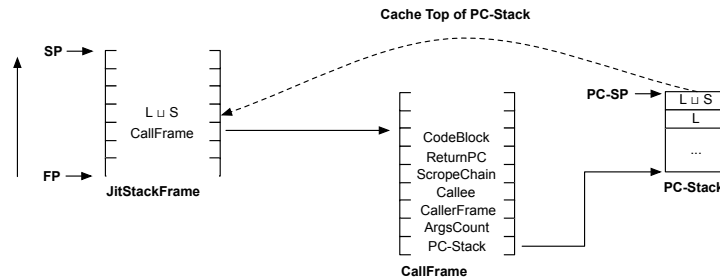 Cache Top of PC-Stack
SP
PC-SP
L ⊔ S
L
...
PC-Stack
L ⊔ S
CallFrame
FP
JitStackFrame
CodeBlock
ReturnPC
ScropeChain
Callee
CallerFrame
ArgsCount
PC-Stack
CallFrame